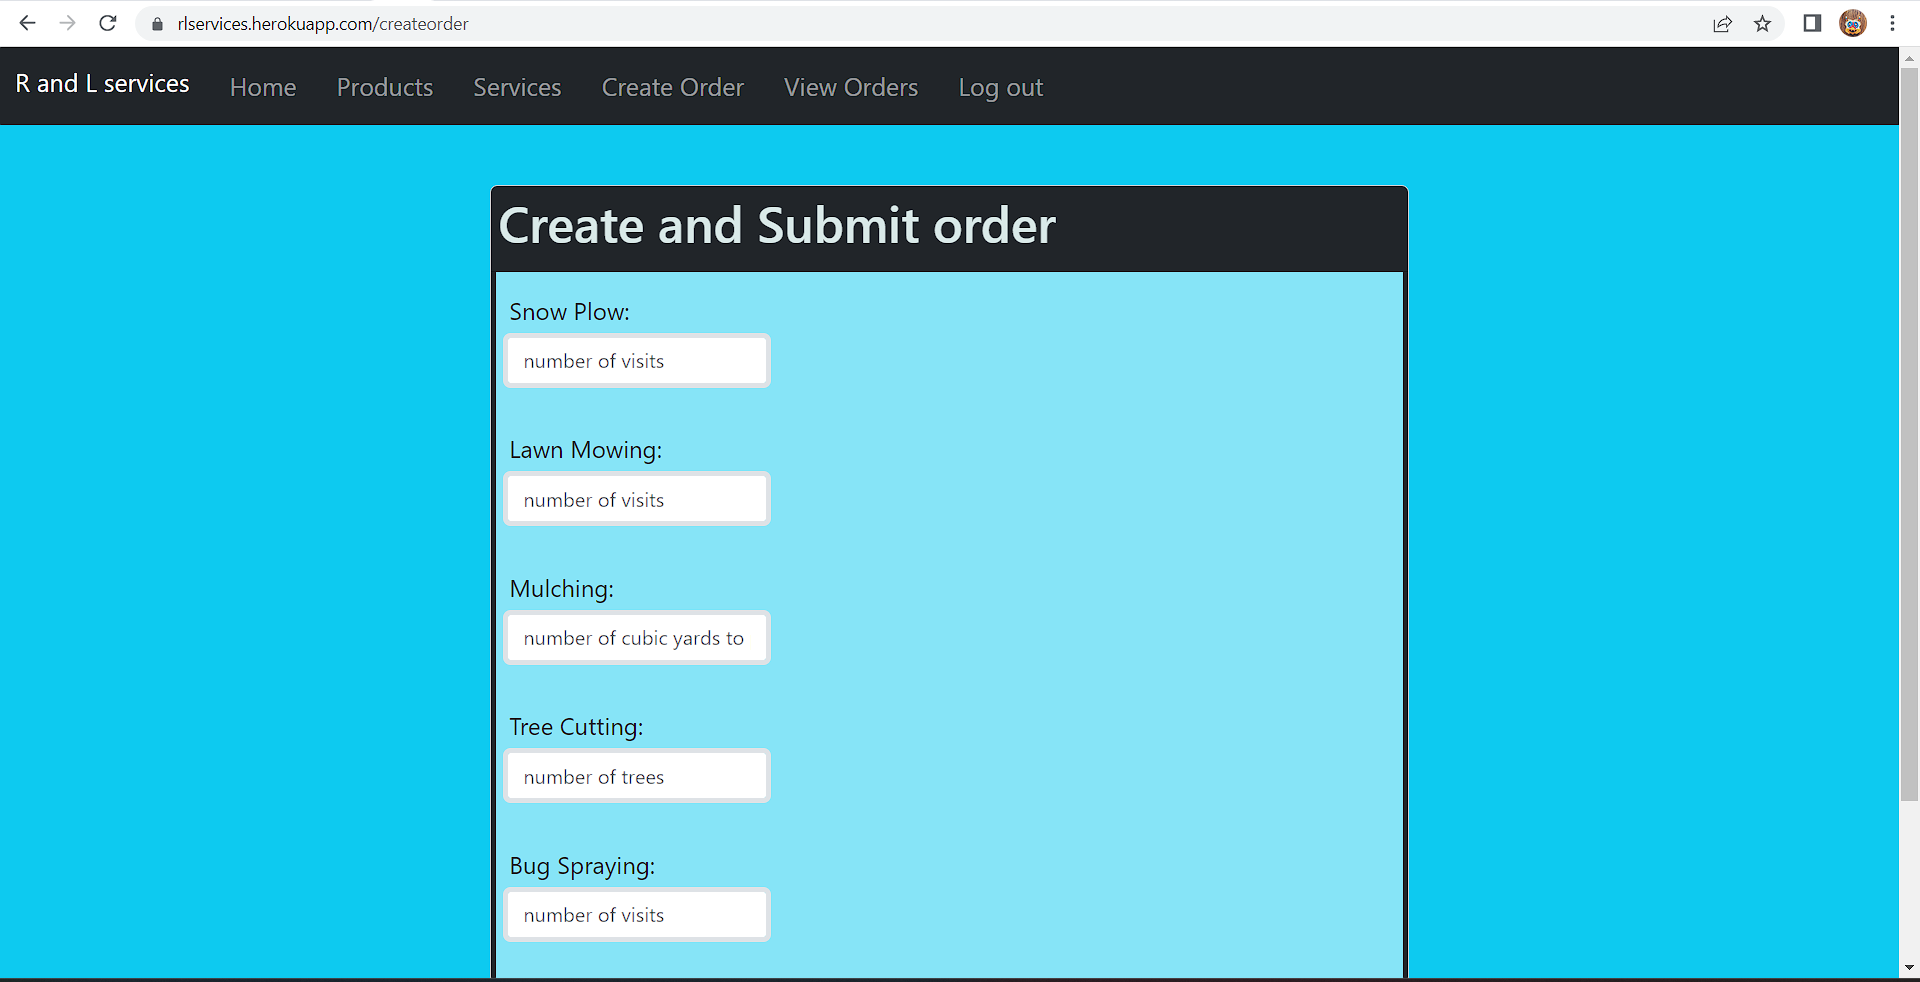 rlservices.herokuapp.com/createorder
R and L services Home Products Services Create Order View Orders Log out
Create and Submit order
Snow Plow:
number of visits
Lawn Mowing:
number of visits
Mulching:
number of cubic yards to
Tree Cutting:
number of trees
Bug Spraying:
number of visits